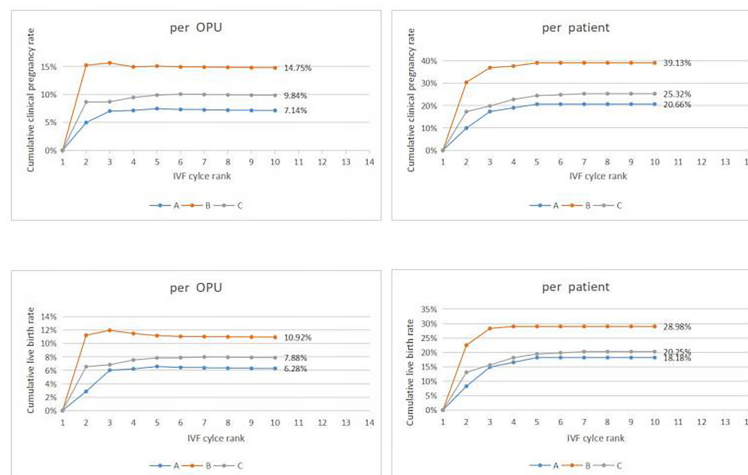 per OPU
Cumulative clinical pregnancy rate
15%
10%
5%
0%
14.75%
9.84%
7.14%
1 2 3 4 5 6 7 8 9 10 11 12 13 14
IVF cylce rank
A B C
per patient
Cumulative clinical pregnancy rate
40%
30%
20%
10%
0%
39.13%
25.32%
20.66%
1 2 3 4 5 6 7 8 9 10 11 12 13
IVF cylce rank
A B C
per OPU
Cumulative live birth rate
14%
12%
10%
8%
6%
4%
2%
0%
10.92%
7.88%
6.28%
1 2 3 4 5 6 7 8 9 10 11 12 13 14
IVF cylce rank
A B C
per patient
Cumulative live birth rate
35%
30%
25%
20%
15%
10%
5%
0%
28.98%
20.25%
18.18%
1 2 3 4 5 6 7 8 9 10 11 12 13
IVF cylce rank
A B C